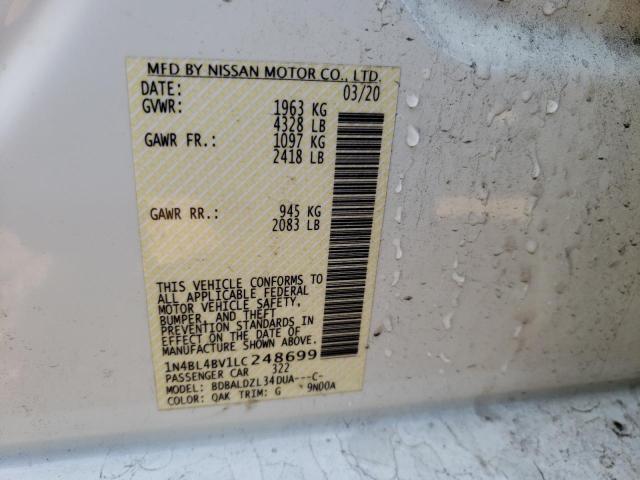 MFD BY NISSAN MOTOR CO., LTD.
DATE: 03/20
GVWR: 1963 KG
4328 LB
GAWR FR.: 1097 KG
2418 LB
GAWR RR.: 945 KG
2083 LB
THIS VEHICLE CONFORMS TO
ALL APPLICABLE FEDERAL
MOTOR VEHICLE SAFETY,
BUMPER, AND THEFT
PREVENTION STANDARDS IN
EFFECT ON THE DATE OF
MANUFACTURE SHOWN ABOVE.
1N4BL4BV1LC248699
PASSENGER CAR 322
MODEL: BDBALDZL34DUA---C-
COLOR: QAK TRIM: G 9N00A